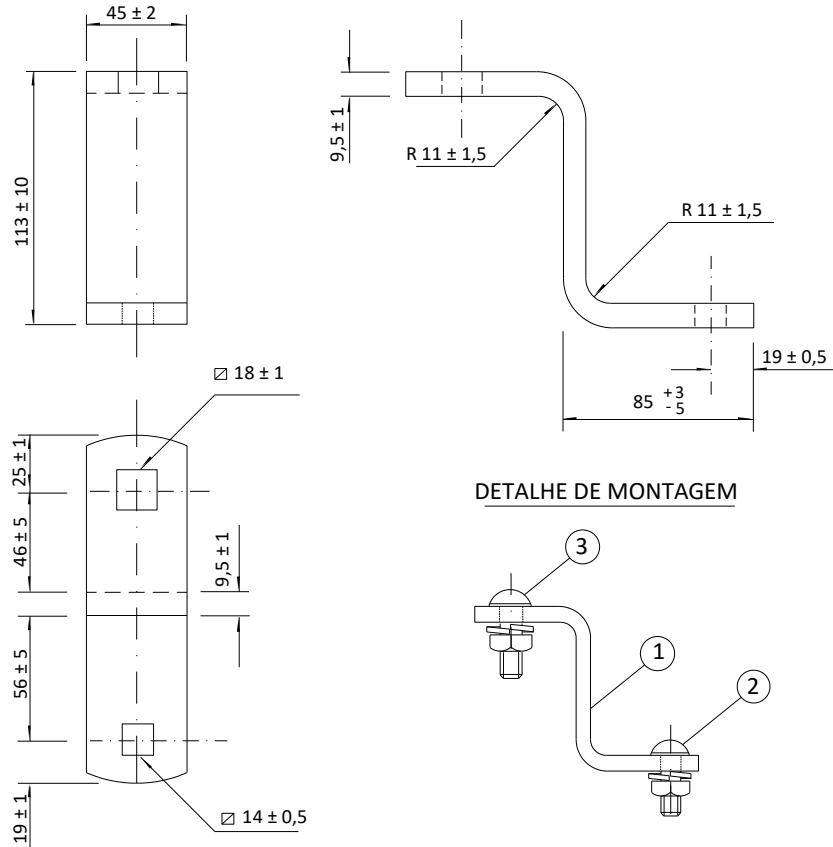 45 ± 2
113 ± 10
9,5 ± 1
R 11 ± 1,5
R 11 ± 1,5
19 ± 0,5
85 +3 - 5
⍁ 18 ± 1
25 ± 1
46 ± 5
9,5 ± 1
56 ± 5
19 ± 1
⍁ 14 ± 0,5
DETALHE DE MONTAGEM
3
1
2